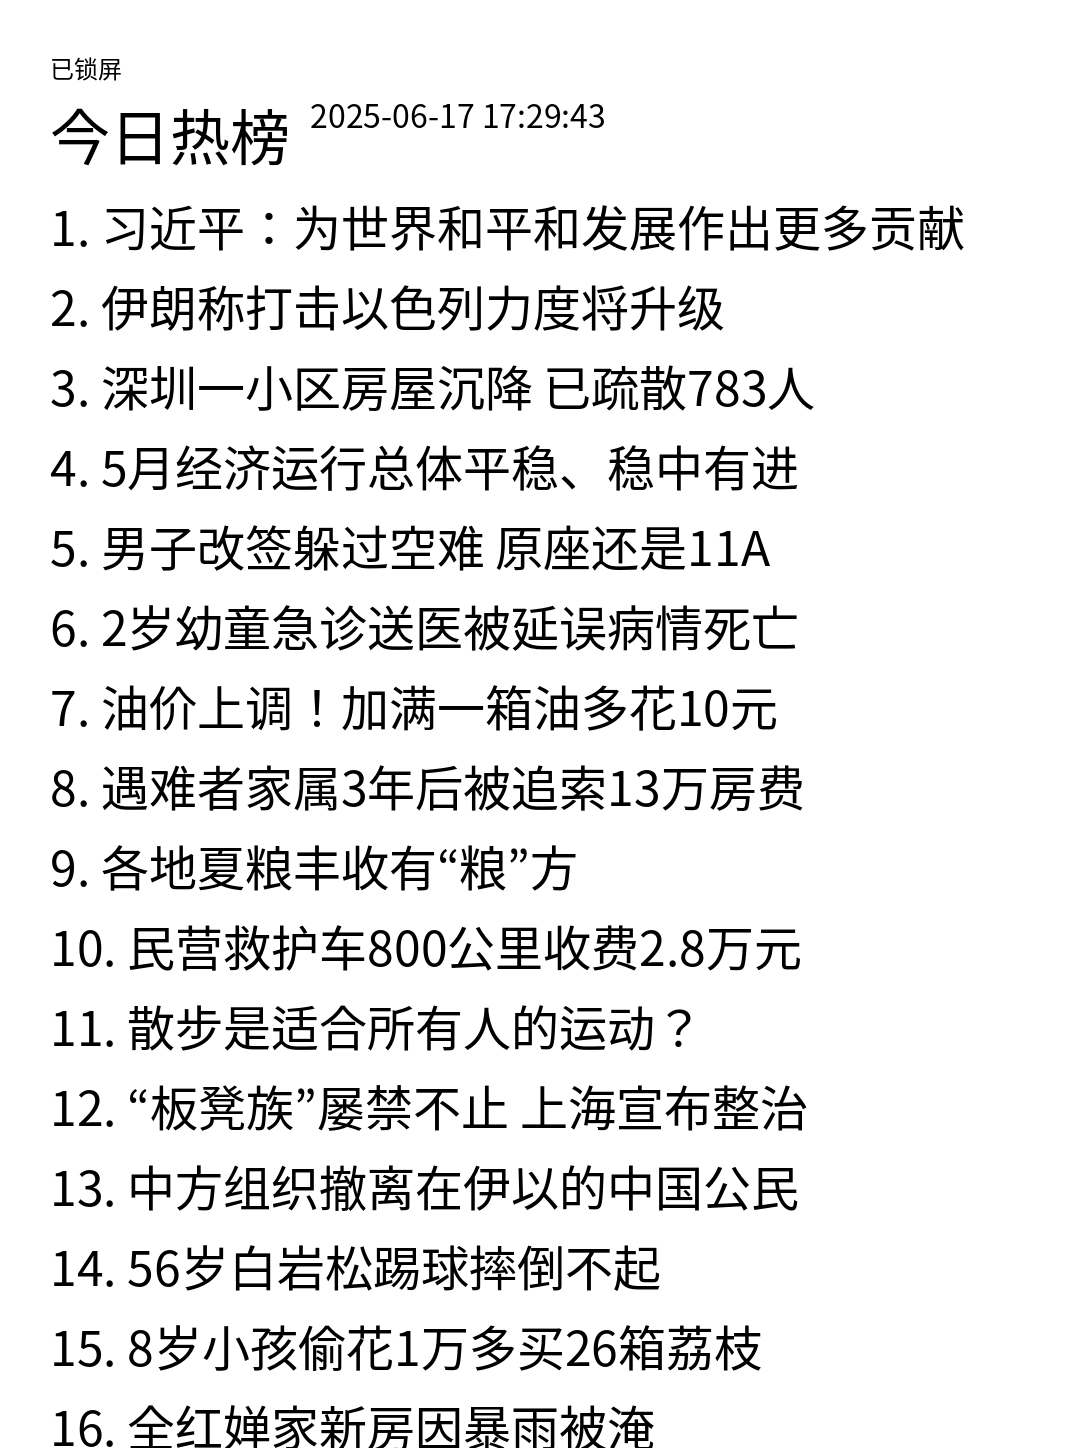 已锁屏
今日热榜 2025-06-17 17:29:43
1. 习近平：为世界和平和发展作出更多贡献
2. 伊朗称打击以色列力度将升级
3. 深圳一小区房屋沉降 已疏散783人
4. 5月经济运行总体平稳、稳中有进
5. 男子改签躲过空难 原座还是11A
6. 2岁幼童急诊送医被延误病情死亡
7. 油价上调！加满一箱油多花10元
8. 遇难者家属3年后被追索13万房费
9. 各地夏粮丰收有“粮”方
10. 民营救护车800公里收费2.8万元
11. 散步是适合所有人的运动？
12. “板凳族”屡禁不止 上海宣布整治
13. 中方组织撤离在伊以的中国公民
14. 56岁白岩松踢球摔倒不起
15. 8岁小孩偷花1万多买26箱荔枝
16. 全红婵家新房因暴雨被淹